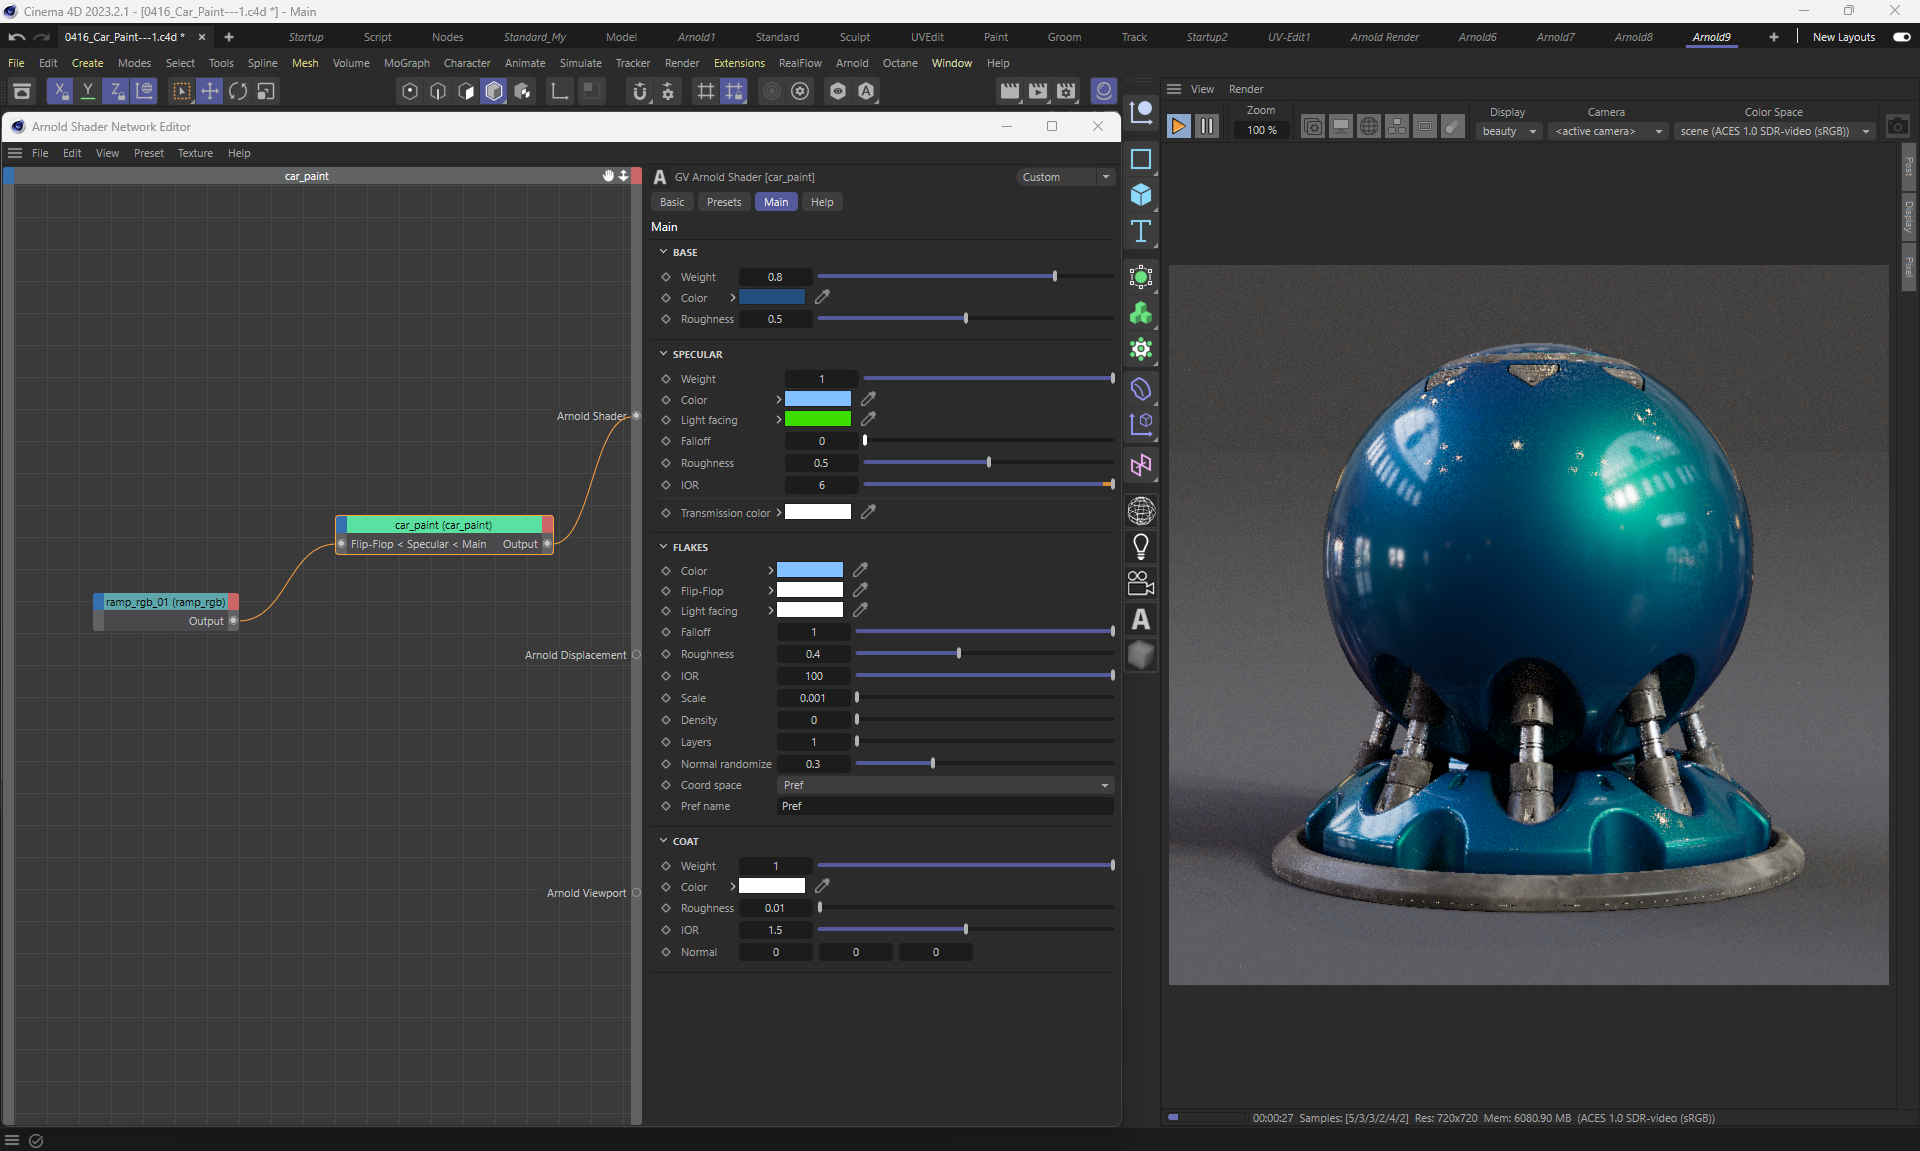 Cinema 4D 2023.2.1 - [0416_Car_Paint---1.c4d *] - Main
0416_Car_Paint---1.c4d *
Startup
Script
Nodes
Standard_My
Model
Arnold1
Standard
Sculpt
UVEdit
Paint
Groom
Track
Startup2
UV-Edit1
Arnold Render
Arnold6
Arnold7
Arnold8
Arnold9
New Layouts
File Edit Create Modes Select Tools Spline Mesh Volume MoGraph Character Animate Simulate Tracker Render Extensions RealFlow Arnold Octane Window Help
X Y Z
View Render
Zoom
100 %
Display
beauty
Camera
<active camera>
Color Space
scene (ACES 1.0 SDR-video (sRGB))
Post
Display
Pixel
Arnold Shader Network Editor
File Edit View Preset Texture Help
car_paint
Arnold Shader
car_paint (car_paint)
Flip-Flop < Specular < Main Output
ramp_rgb_01 (ramp_rgb)
Output
Arnold Displacement
Arnold Viewport
GV Arnold Shader [car_paint]
Custom
Basic Presets Main Help
Main
BASE
Weight 0.8
Color
Roughness 0.5
SPECULAR
Weight 1
Color
Light facing
Falloff 0
Roughness 0.5
IOR 6
Transmission color
FLAKES
Color
Flip-Flop
Light facing
Falloff 1
Roughness 0.4
IOR 100
Scale 0.001
Density 0
Layers 1
Normal randomize 0.3
Coord space Pref
Pref name Pref
COAT
Weight 1
Color
Roughness 0.01
IOR 1.5
Normal 0 0 0
00:00:27 Samples: [5/3/3/2/4/2] Res: 720x720 Mem: 6080.90 MB (ACES 1.0 SDR-video (sRGB))